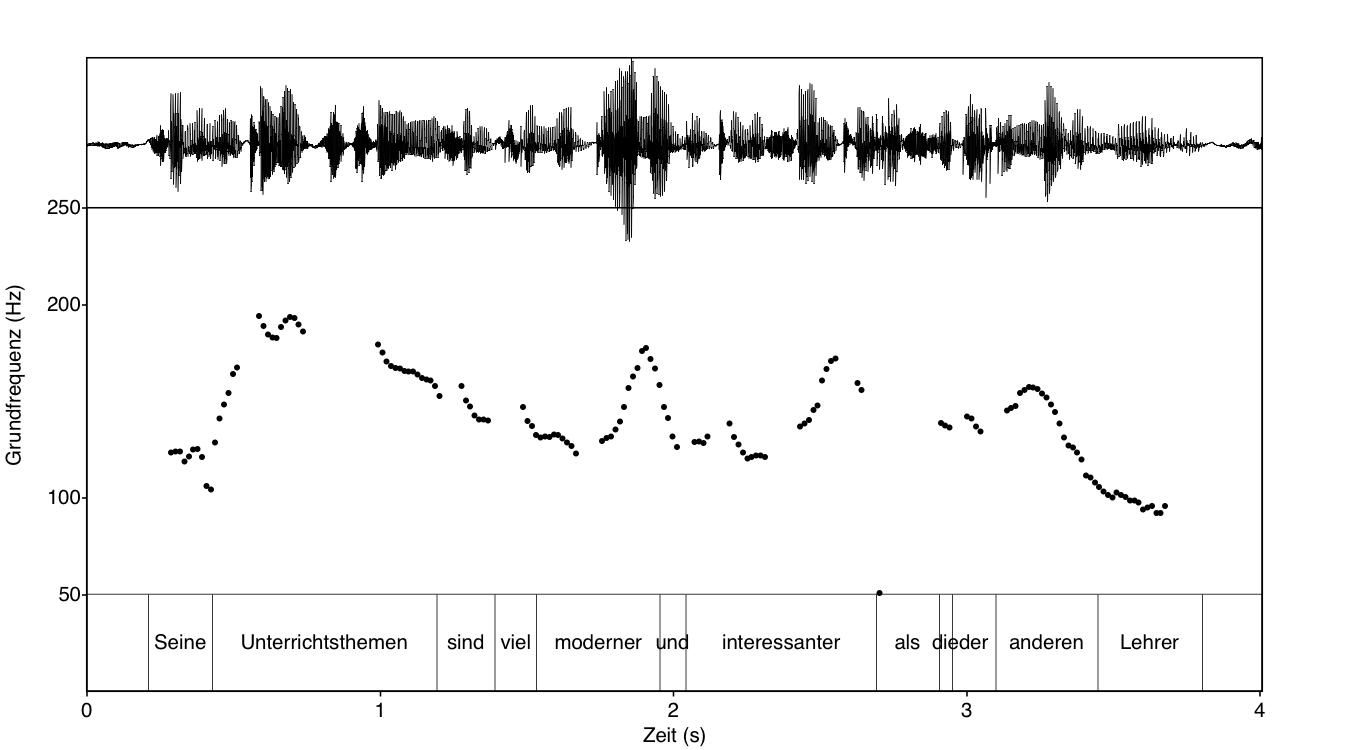 250
200
100
50
Grundfrequenz (Hz)
Seine Unterrichtsthemen sind viel moderner und interessanter als die der anderen Lehrer
0 1 2 3 4
Zeit (s)